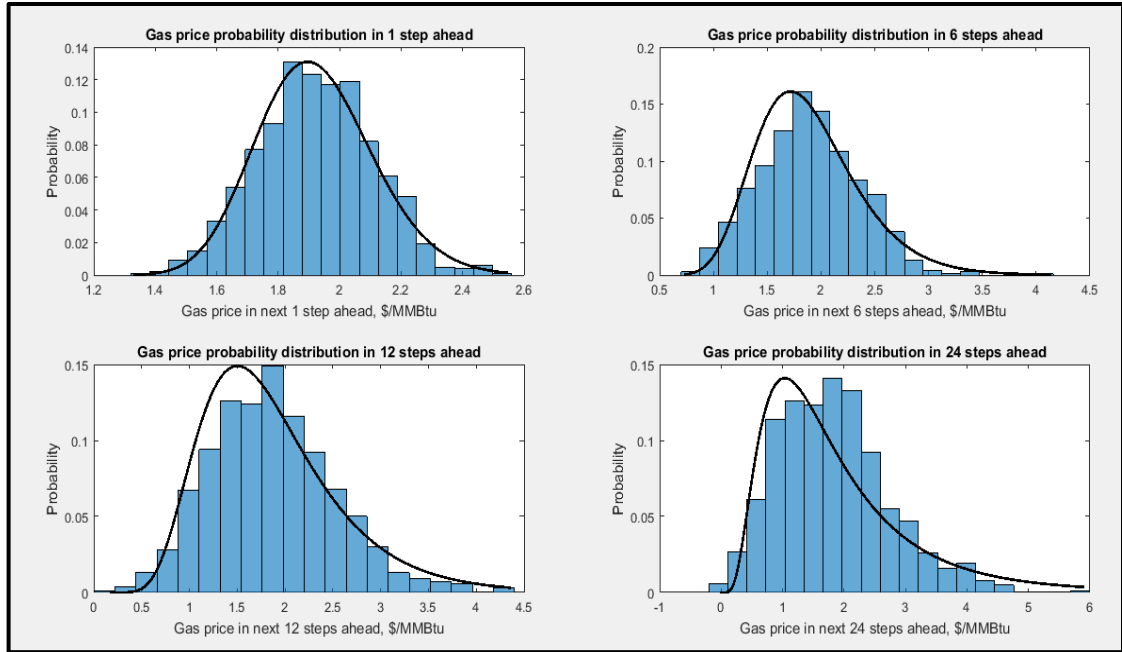 Gas price probability distribution in 1 step ahead
0.14
0.12
0.1
0.08
0.06
0.04
0.02
0
Probability
1.2 1.4 1.6 1.8 2 2.2 2.4 2.6
Gas price in next 1 step ahead, $/MMBtu
Gas price probability distribution in 6 steps ahead
0.2
0.15
0.1
0.05
0
Probability
0.5 1 1.5 2 2.5 3 3.5 4 4.5
Gas price in next 6 steps ahead, $/MMBtu
Gas price probability distribution in 12 steps ahead
0.15
0.1
0.05
0
Probability
0 0.5 1 1.5 2 2.5 3 3.5 4 4.5
Gas price in next 12 steps ahead, $/MMBtu
Gas price probability distribution in 24 steps ahead
0.15
0.1
0.05
0
Probability
-1 0 1 2 3 4 5 6
Gas price in next 24 steps ahead, $/MMBtu